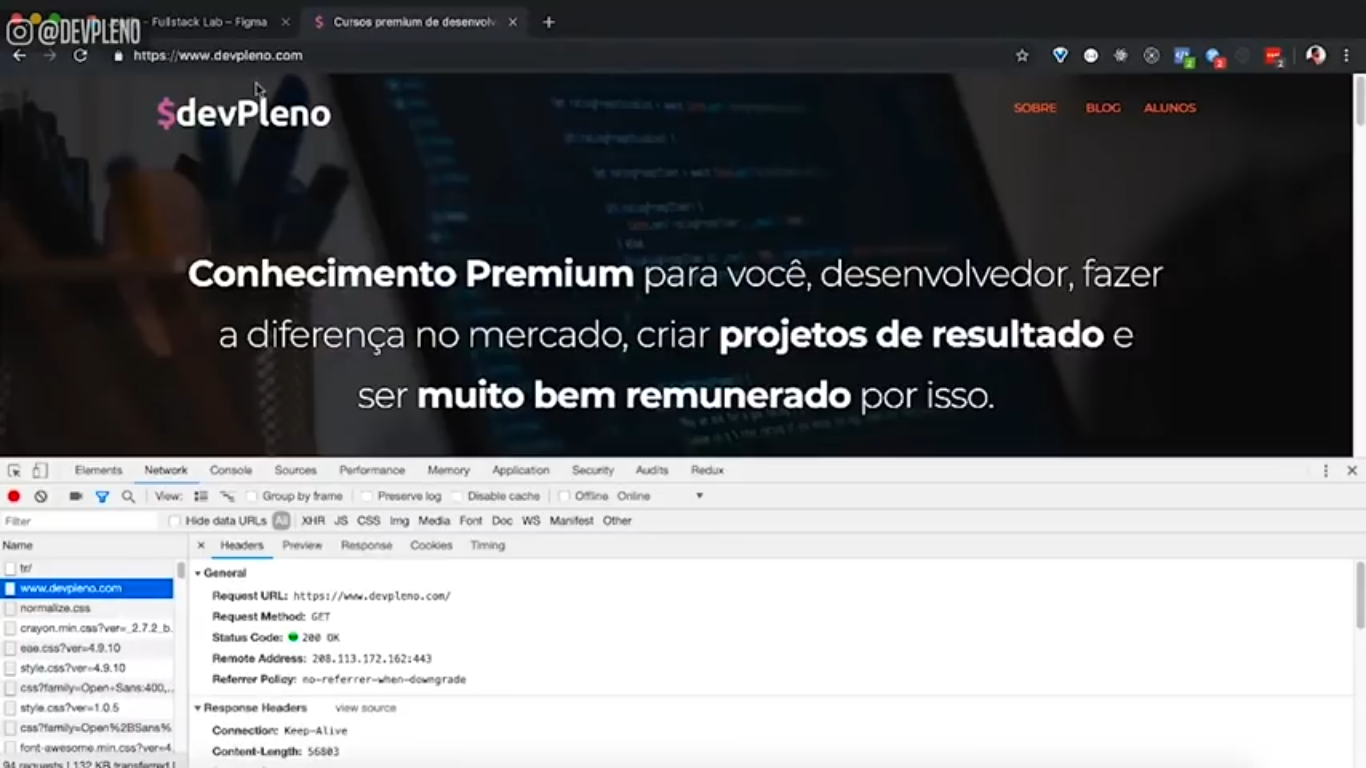 @DEVPLENO
- Fullstack Lab – Figma
Cursos premium de desenvolv
https://www.devpleno.com
$devPleno
SOBRE BLOG ALUNOS
Conhecimento Premium para você, desenvolvedor, fazer
a diferença no mercado, criar projetos de resultado e
ser muito bem remunerado por isso.
Elements Network Console Sources Performance Memory Application Security Audits Redux
View: Group by frame Preserve log Disable cache Offline Online
Filter Hide data URLs All XHR JS CSS Img Media Font Doc WS Manifest Other
Name
Headers Preview Response Cookies Timing
tr/
www.devpleno.com
normalize.css
crayon.min.css?ver=_2.7.2_b.
eae.css?ver=4.9.10
style.css?ver=4.9.10
css?family=Open+Sans:400,...
style.css?ver=1.0.5
css?family=Open%2BSans%
font-awesome.min.css?ver=4.
94 requests | 132 KB transferred |
General
Request URL: https://www.devpleno.com/
Request Method: GET
Status Code: 200 OK
Remote Address: 208.113.172.162:443
Referrer Policy: no-referrer-when-downgrade
Response Headers view source
Connection: Keep-Alive
Content-Length: 56803